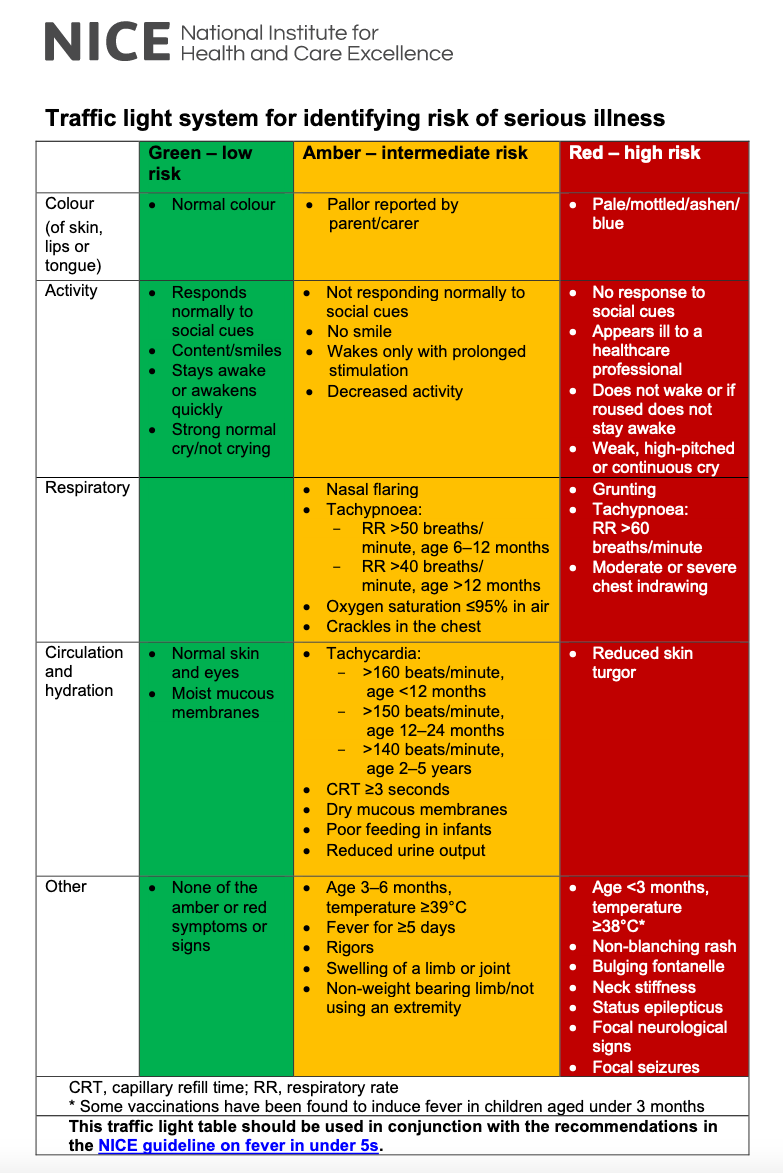 NICE National Institute for
Health and Care Excellence
Traffic light system for identifying risk of serious illness
Green – low
risk
Amber – intermediate risk
Red – high risk
Colour
(of skin,
lips or
tongue)
• Normal colour
• Pallor reported by
parent/carer
• Pale/mottled/ashen/
blue
Activity
• Responds
normally to
social cues
• Content/smiles
• Stays awake
or awakens
quickly
• Strong normal
cry/not crying
• Not responding normally to
social cues
• No smile
• Wakes only with prolonged
stimulation
• Decreased activity
• No response to
social cues
• Appears ill to a
healthcare
professional
• Does not wake or if
roused does not
stay awake
• Weak, high-pitched
or continuous cry
Respiratory
• Nasal flaring
• Tachypnoea:
− RR >50 breaths/
minute, age 6–12 months
− RR >40 breaths/
minute, age >12 months
• Oxygen saturation ≤95% in air
• Crackles in the chest
• Grunting
• Tachypnoea:
RR >60
breaths/minute
• Moderate or severe
chest indrawing
Circulation
and
hydration
• Normal skin
and eyes
• Moist mucous
membranes
• Tachycardia:
− >160 beats/minute,
age <12 months
− >150 beats/minute,
age 12–24 months
− >140 beats/minute,
age 2–5 years
• CRT ≥3 seconds
• Dry mucous membranes
• Poor feeding in infants
• Reduced urine output
• Reduced skin
turgor
Other
• None of the
amber or red
symptoms or
signs
• Age 3–6 months,
temperature ≥39°C
• Fever for ≥5 days
• Rigors
• Swelling of a limb or joint
• Non-weight bearing limb/not
using an extremity
• Age <3 months,
temperature
≥38°C*
• Non-blanching rash
• Bulging fontanelle
• Neck stiffness
• Status epilepticus
• Focal neurological
signs
• Focal seizures
CRT, capillary refill time; RR, respiratory rate
* Some vaccinations have been found to induce fever in children aged under 3 months
This traffic light table should be used in conjunction with the recommendations in
the NICE guideline on fever in under 5s.